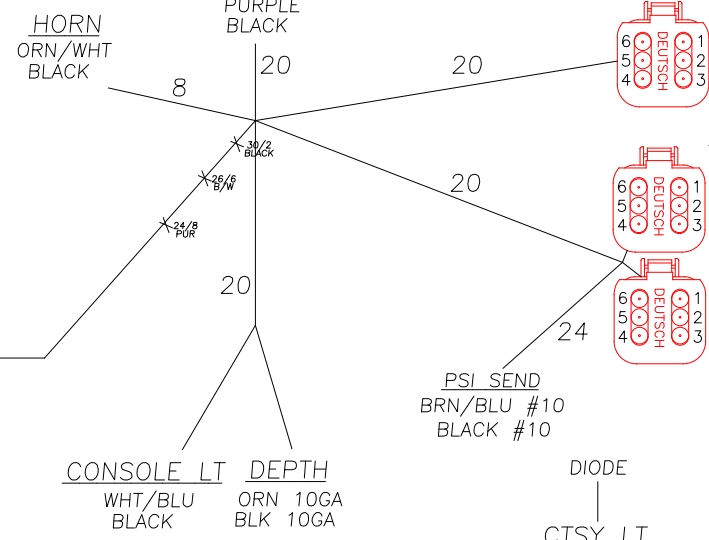 PURPLE
BLACK
HORN
ORN/WHT
BLACK
8
20
20
6 DEUTSCH 1
5 2
4 3
30/2
BLACK
26/6
B/W
24/8
PUR
20
6 DEUTSCH 1
5 2
4 3
20
6 DEUTSCH 1
5 2
4 3
24
PSI SEND
BRN/BLU #10
BLACK #10
CONSOLE LT
WHT/BLU
BLACK
DEPTH
ORN 10GA
BLK 10GA
DIODE
CTSY LT